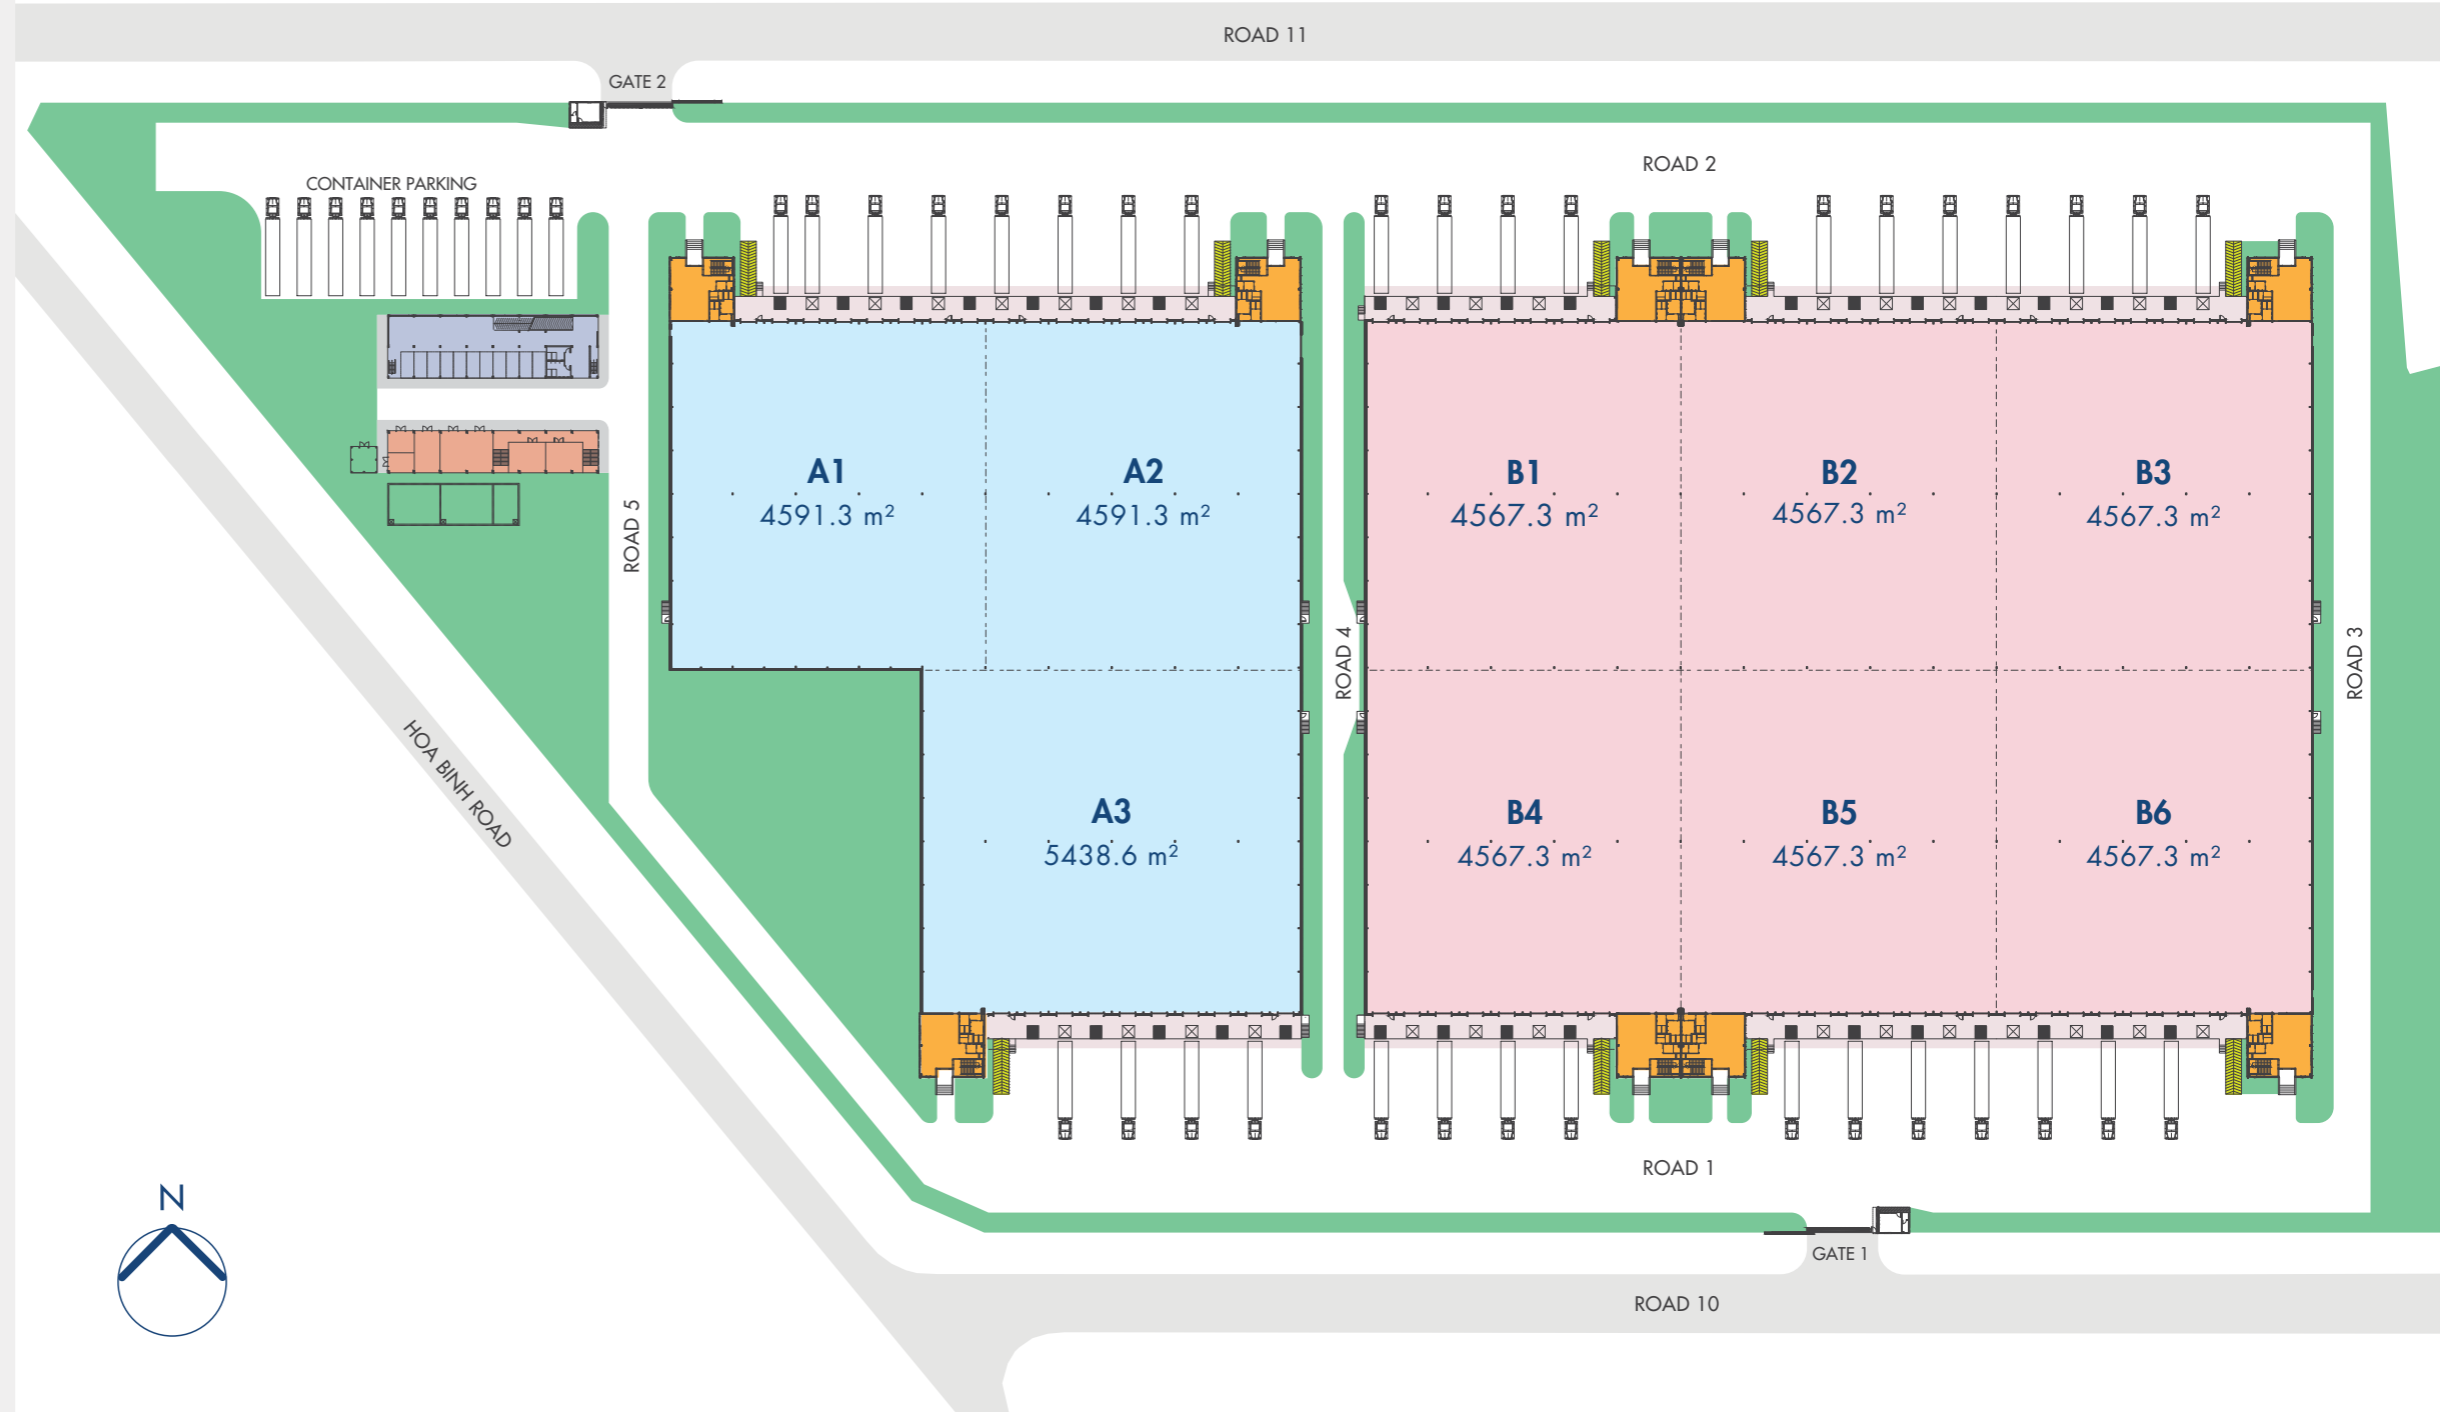 ROAD 11
GATE 2
ROAD 2
CONTAINER PARKING
A1
4591.3 m²
A2
4591.3 m²
B1
4567.3 m²
B2
4567.3 m²
B3
4567.3 m²
ROAD 5
ROAD 4
ROAD 3
HOA BINH ROAD
A3
5438.6 m²
B4
4567.3 m²
B5
4567.3 m²
B6
4567.3 m²
ROAD 1
N
GATE 1
ROAD 10